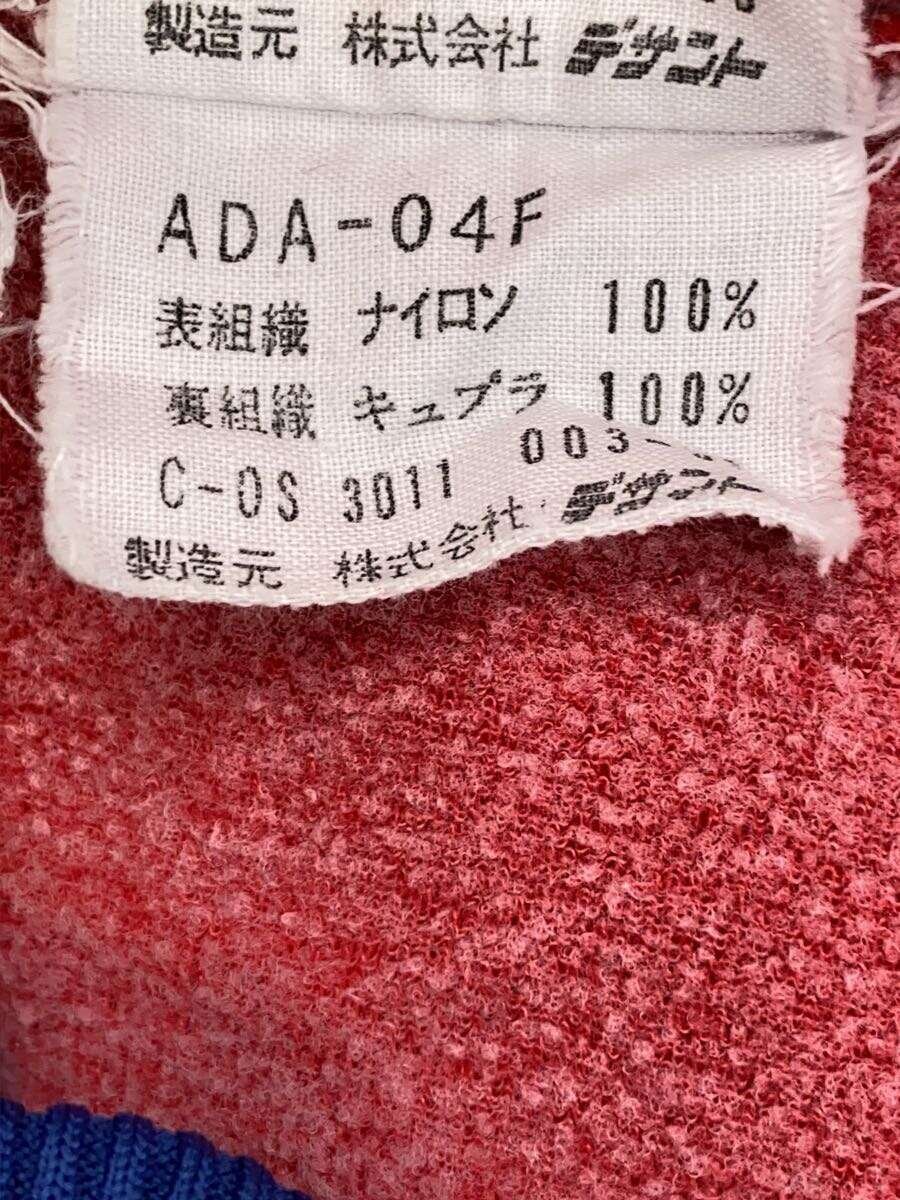 製造元 株式会社 デサント
ADA-04F
表組織 ナイロン 100%
裏組織 キュプラ 100%
C-OS 3011 003-
製造元 株式会社 デサント